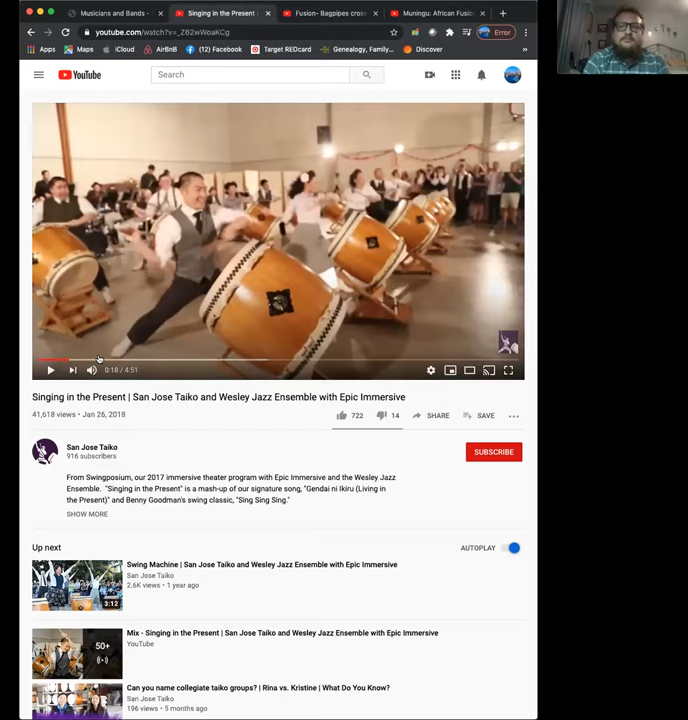 Musicians and Bands -
Singing in the Present |
Fusion- Bagpipes cross
Muningu: African Fusio
youtube.com/watch?v=_Z62wWoaKCg
Error
Apps
Maps
iCloud
AirBnB
(12) Facebook
Target REDcard
Genealogy, Family...
Discover
YouTube
Search
0:18 / 4:51
Singing in the Present | San Jose Taiko and Wesley Jazz Ensemble with Epic Immersive
41,618 views • Jan 26, 2018
722
14
SHARE
SAVE
San Jose Taiko
916 subscribers
SUBSCRIBE
From Swingposium, our 2017 immersive theater program with Epic Immersive and the Wesley Jazz
Ensemble. "Singing in the Present" is a mash-up of our signature song, "Gendai ni Ikiru (Living in
the Present)" and Benny Goodman's swing classic, "Sing Sing Sing."
SHOW MORE
Up next
AUTOPLAY
Swing Machine | San Jose Taiko and Wesley Jazz Ensemble with Epic Immersive
San Jose Taiko
2.6K views • 1 year ago
3:12
Mix - Singing in the Present | San Jose Taiko and Wesley Jazz Ensemble with Epic Immersive
YouTube
50+
Can you name collegiate taiko groups? | Rina vs. Kristine | What Do You Know?
San Jose Taiko
196 views • 5 months ago